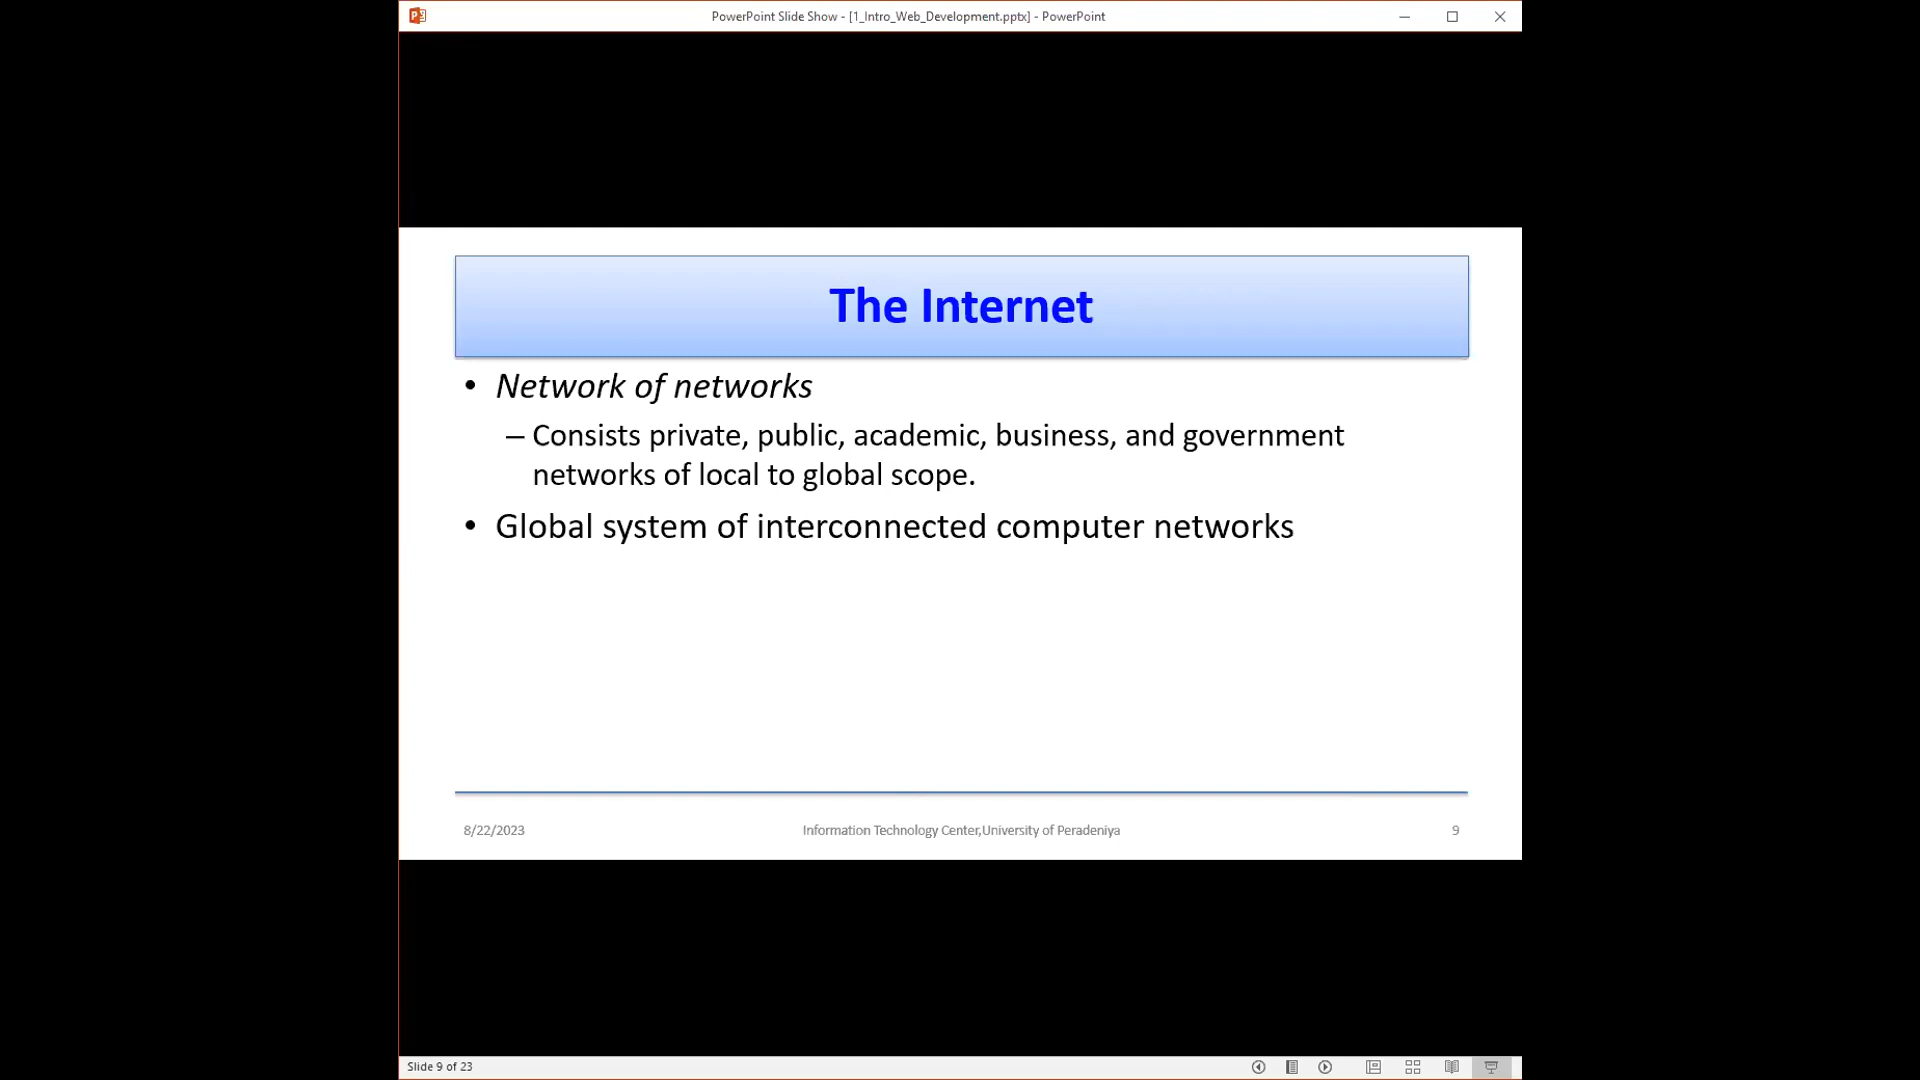 PowerPoint Slide Show - [1_Intro_Web_Development.pptx] - PowerPoint
The Internet
• Network of networks
– Consists private, public, academic, business, and government
networks of local to global scope.
• Global system of interconnected computer networks
8/22/2023
Information Technology Center,University of Peradeniya
9
Slide 9 of 23